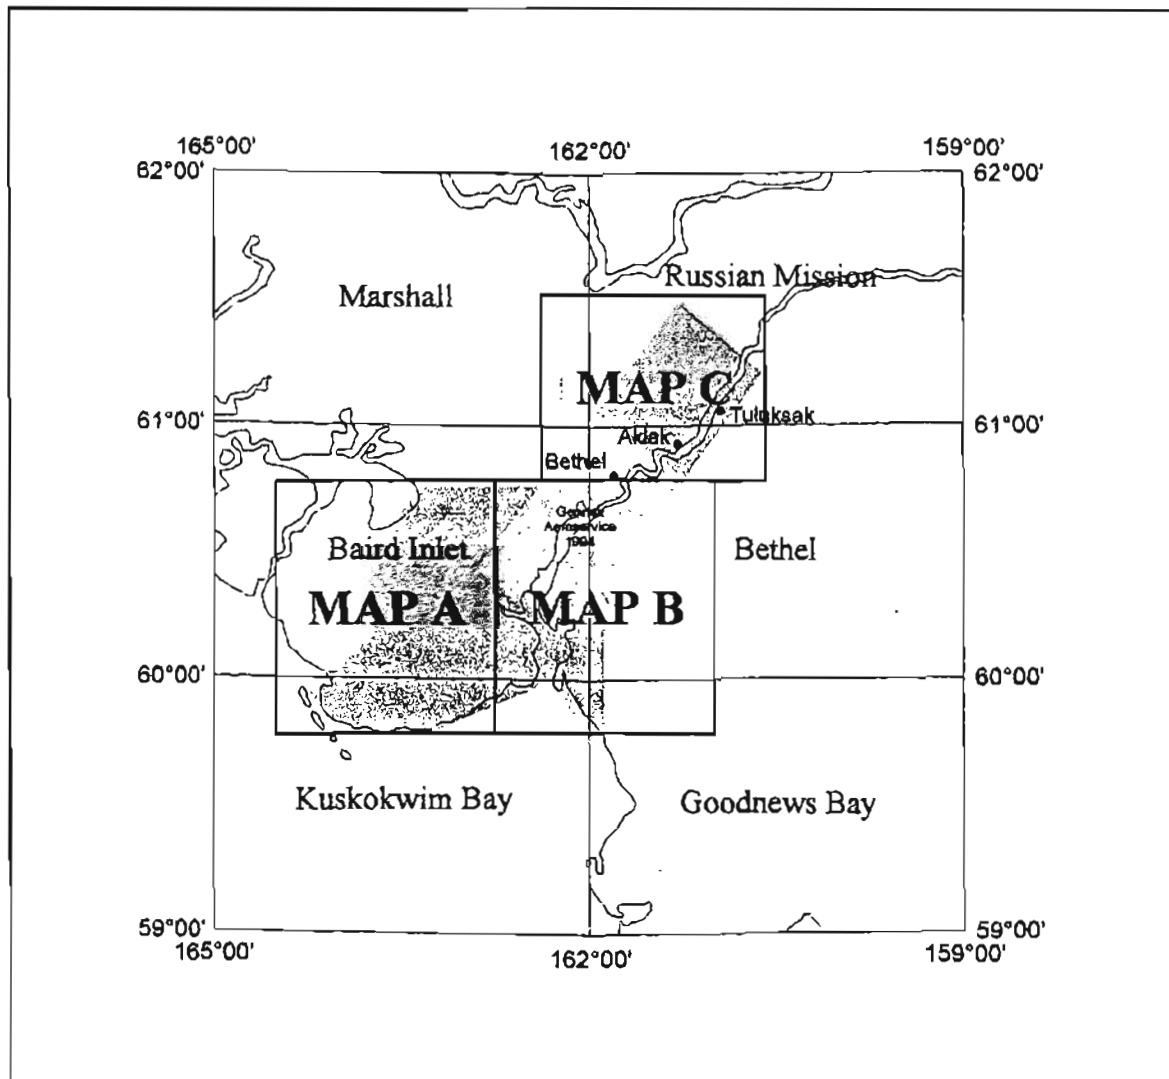 165°00' 162°00' 159°00'
62°00' 62°00'
Russian Mission
Marshall
MAP C
Tuluksak
61°00' 61°00'
Akiak
Bethel
Aeroservice
Baird Inlet
Bethel
MAP A MAP B
60°00' 60°00'
Kuskokwim Bay Goodnews Bay
59°00' 59°00'
165°00' 162°00' 159°00'